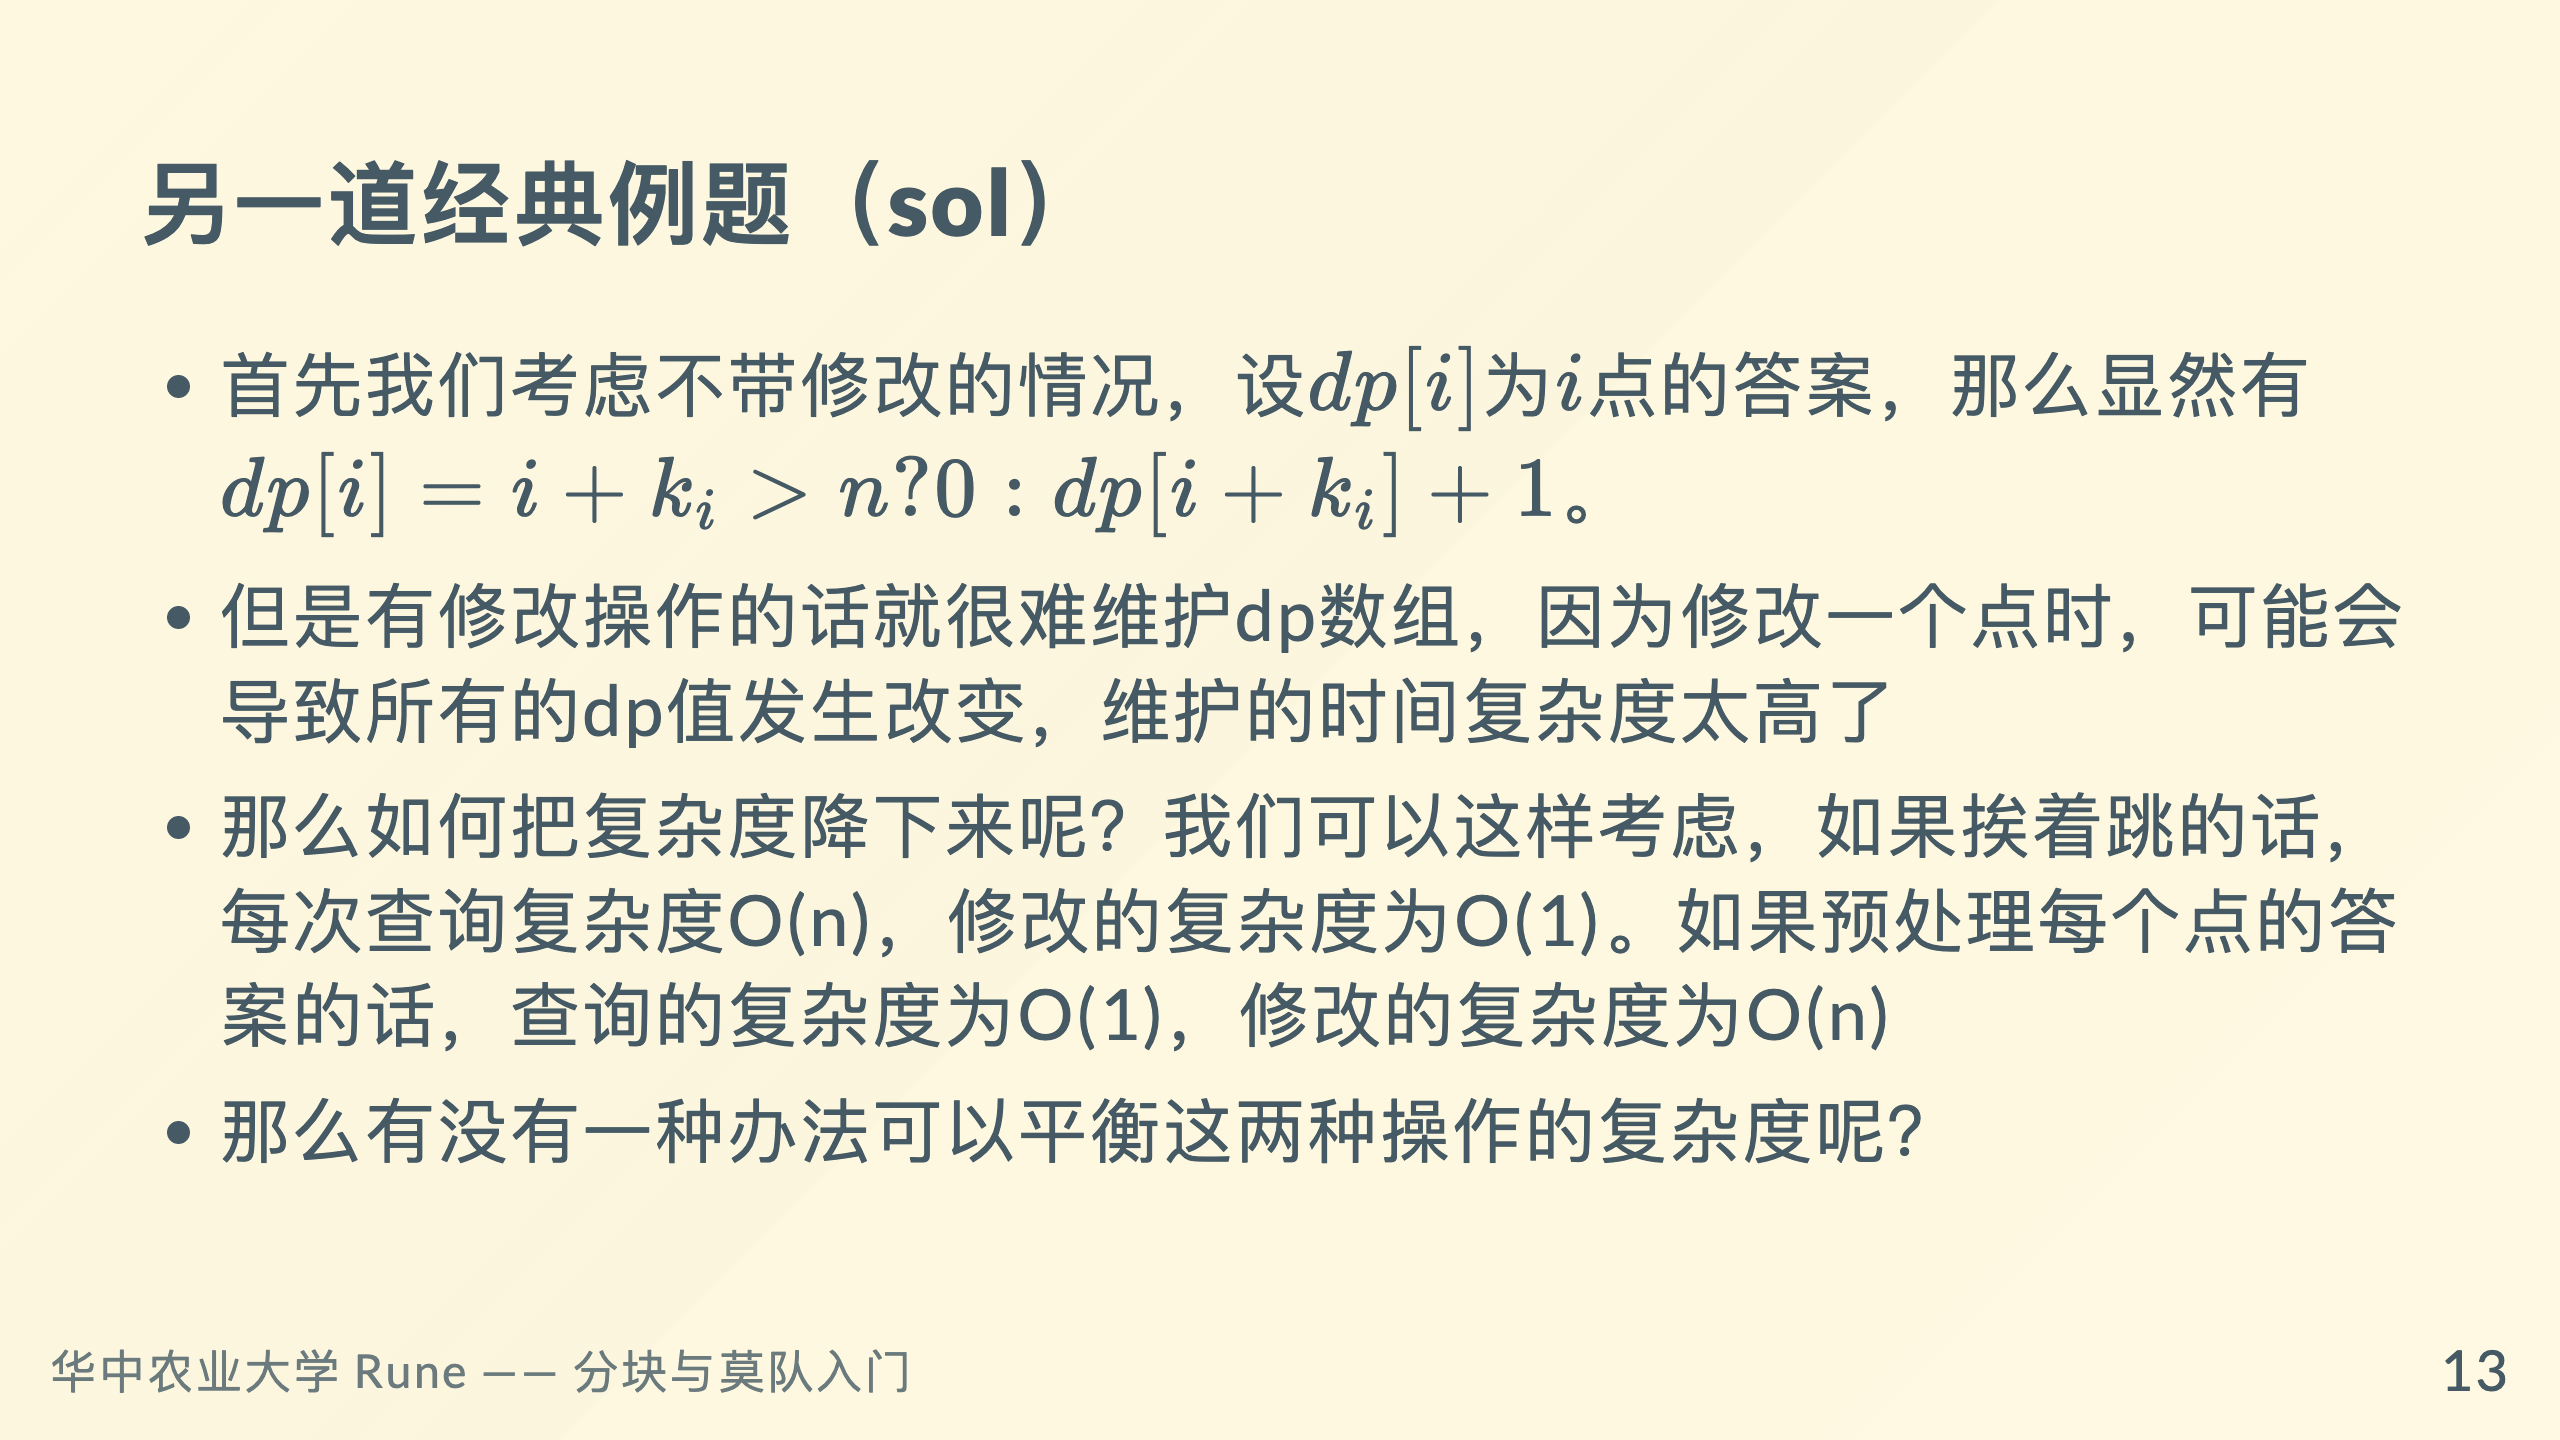 另一道经典例题（sol）
• 首先我们考虑不带修改的情况，设dp[i]为i点的答案，那么显然有
dp[i] = i + k_i > n?0 : dp[i + k_i] + 1。
• 但是有修改操作的话就很难维护dp数组，因为修改一个点时，可能会
导致所有的dp值发生改变，维护的时间复杂度太高了
• 那么如何把复杂度降下来呢？我们可以这样考虑，如果挨着跳的话，
每次查询复杂度O(n)，修改的复杂度为O(1)。如果预处理每个点的答
案的话，查询的复杂度为O(1)，修改的复杂度为O(n)
• 那么有没有一种办法可以平衡这两种操作的复杂度呢？
华中农业大学 Rune —— 分块与莫队入门
13